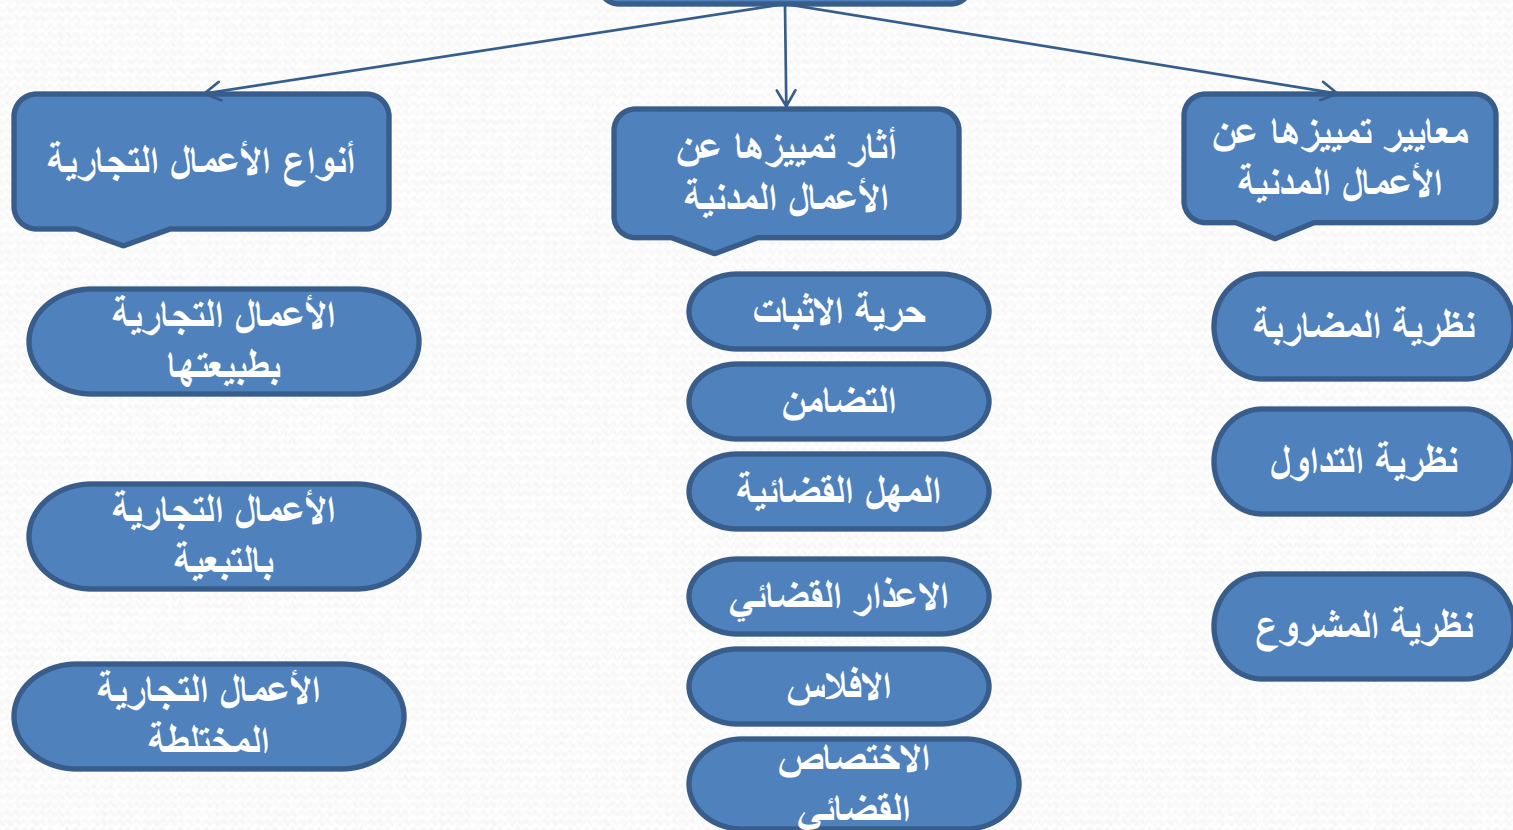 معايير تمييزها عن
الأعمال المدنية
نظرية المضاربة
نظرية التداول
نظرية المشروع
أثار تمييزها عن
الأعمال المدنية
حرية الاثبات
التضامن
المهل القضائية
الاعذار القضائي
الافلاس
الاختصاص
القضائي
أنواع الأعمال التجارية
الأعمال التجارية
بطبيعتها
الأعمال التجارية
بالتبعية
الأعمال التجارية
المختلطة